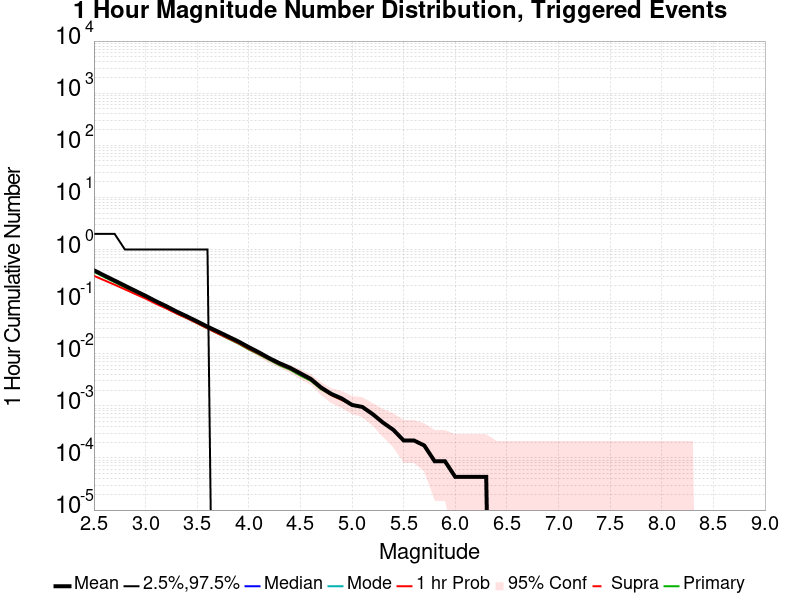 1 Hour Magnitude Number Distribution, Triggered Events
10^4
10^3
10^2
10^1
10^0
10^-1
10^-2
10^-3
10^-4
10^-5
1 Hour Cumulative Number
2.5 3.0 3.5 4.0 4.5 5.0 5.5 6.0 6.5 7.0 7.5 8.0 8.5 9.0
Magnitude
Mean 2.5%,97.5% Median Mode 1 hr Prob 95% Conf Supra Primary